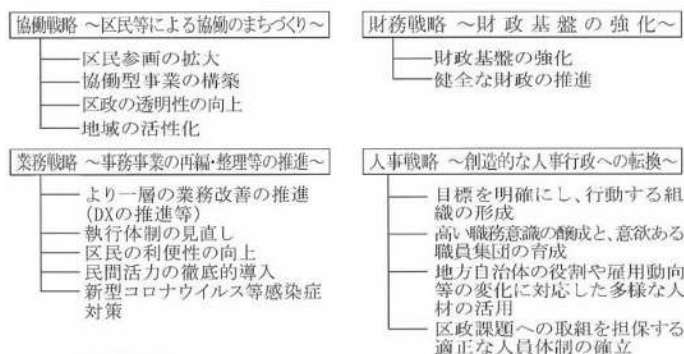 協働戦略 ～区民等による協働のまちづくり～
区民参画の拡大
協働型事業の構築
区政の透明性の向上
地域の活性化
財務戦略 ～財政基盤の強化～
財政基盤の強化
健全な財政の推進
業務戦略 ～事務事業の再編・整理等の推進～
より一層の業務改善の推進
(DXの推進等)
執行体制の見直し
区民の利便性の向上
民間活力の徹底的導入
新型コロナウイルス等感染症
対策
人事戦略 ～創造的な人事行政への転換～
目標を明確にし、行動する組
織の形成
高い職務意識の醸成と、意欲ある
職員集団の育成
地方自治体の役割や雇用動向
等の変化に対応した多様な人
材の活用
区政課題への取組を担保する
適正な人員体制の確立